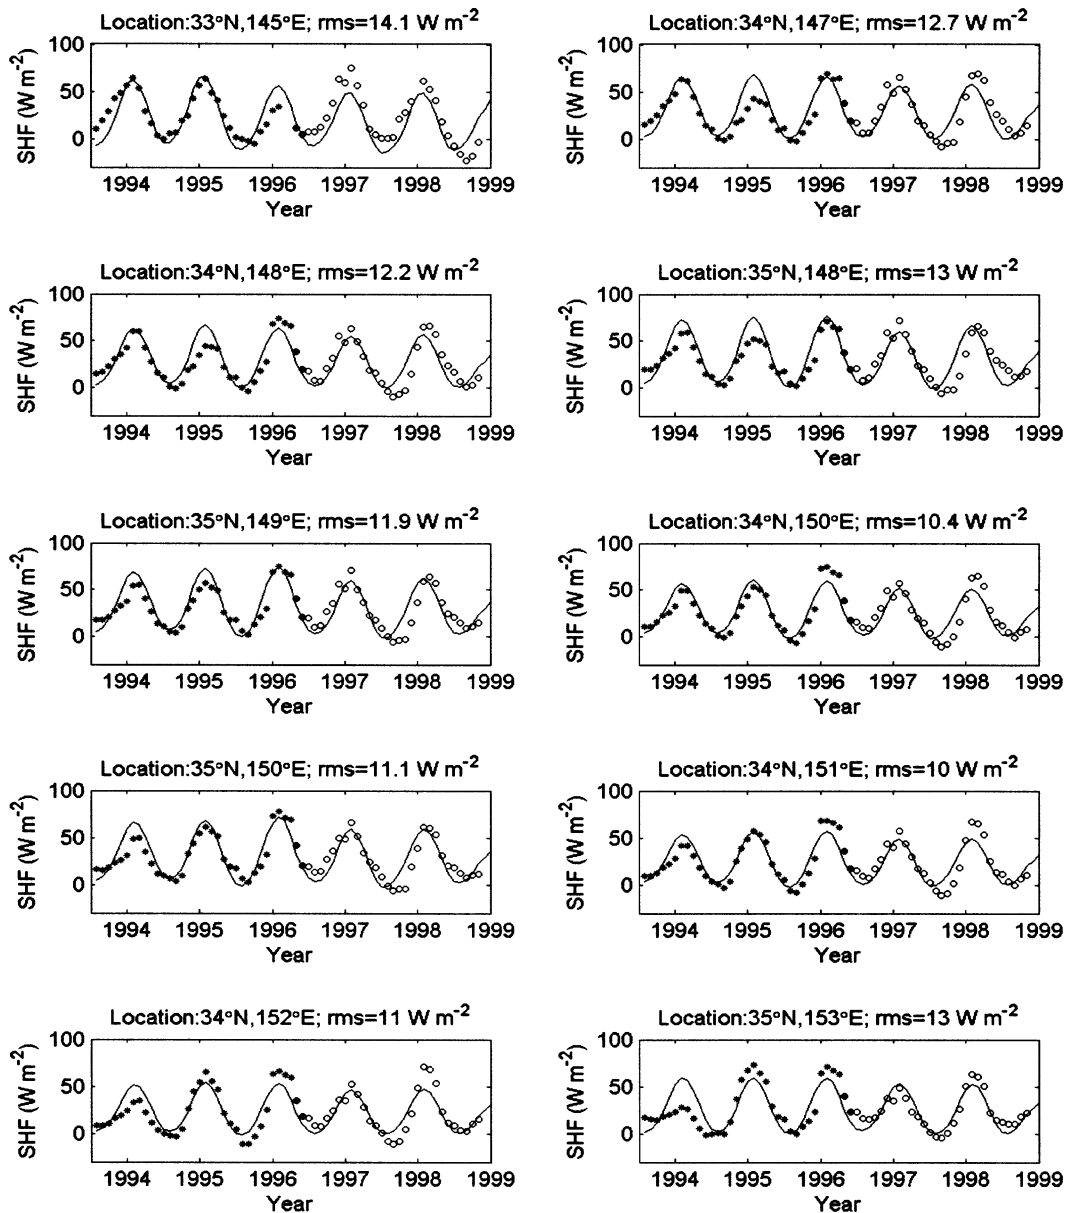 Location:33°N,145°E; rms=14.1 W m-2
SHF (W m-2)
100
50
0
1994 1995 1996 1997 1998 1999
Year
Location:34°N,147°E; rms=12.7 W m-2
SHF (W m-2)
100
50
0
1994 1995 1996 1997 1998 1999
Year
Location:34°N,148°E; rms=12.2 W m-2
SHF (W m-2)
100
50
0
1994 1995 1996 1997 1998 1999
Year
Location:35°N,148°E; rms=13 W m-2
SHF (W m-2)
100
50
0
1994 1995 1996 1997 1998 1999
Year
Location:35°N,149°E; rms=11.9 W m-2
SHF (W m-2)
100
50
0
1994 1995 1996 1997 1998 1999
Year
Location:34°N,150°E; rms=10.4 W m-2
SHF (W m-2)
100
50
0
1994 1995 1996 1997 1998 1999
Year
Location:35°N,150°E; rms=11.1 W m-2
SHF (W m-2)
100
50
0
1994 1995 1996 1997 1998 1999
Year
Location:34°N,151°E; rms=10 W m-2
SHF (W m-2)
100
50
0
1994 1995 1996 1997 1998 1999
Year
Location:34°N,152°E; rms=11 W m-2
SHF (W m-2)
100
50
0
1994 1995 1996 1997 1998 1999
Year
Location:35°N,153°E; rms=13 W m-2
SHF (W m-2)
100
50
0
1994 1995 1996 1997 1998 1999
Year